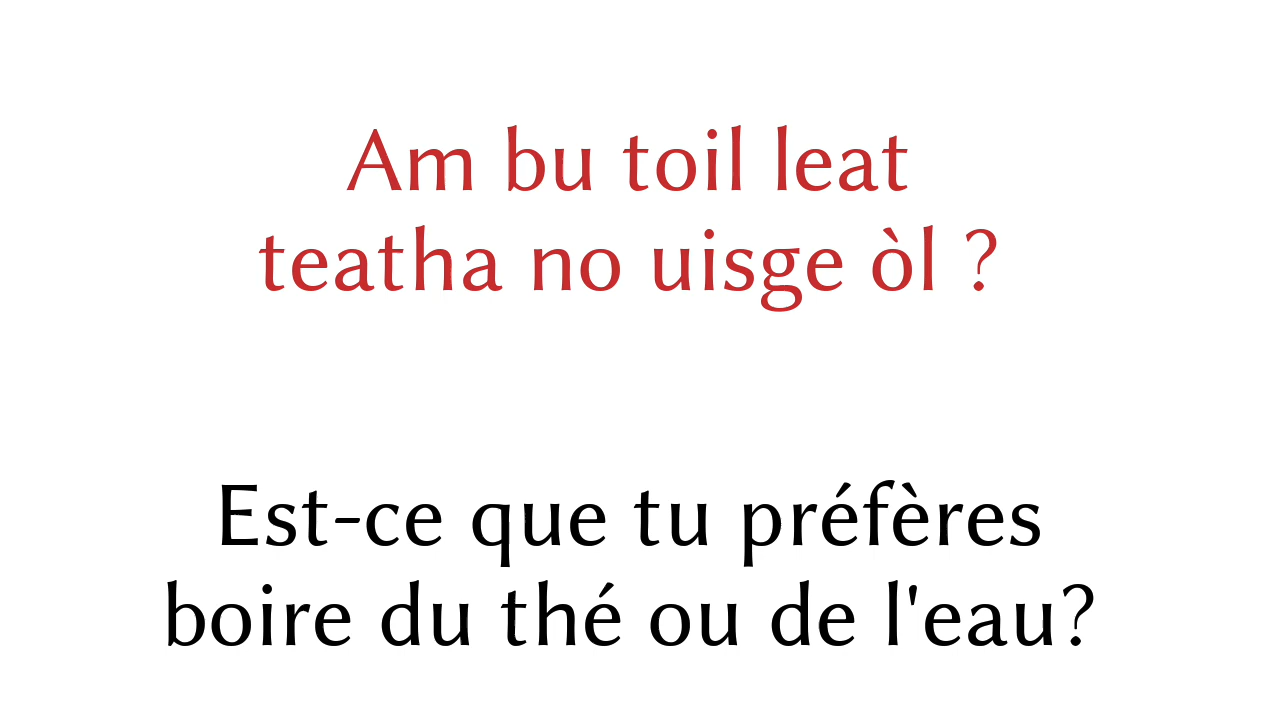 Am bu toil leat
teatha no uisge òl ?
Est-ce que tu préfères
boire du thé ou de l'eau?